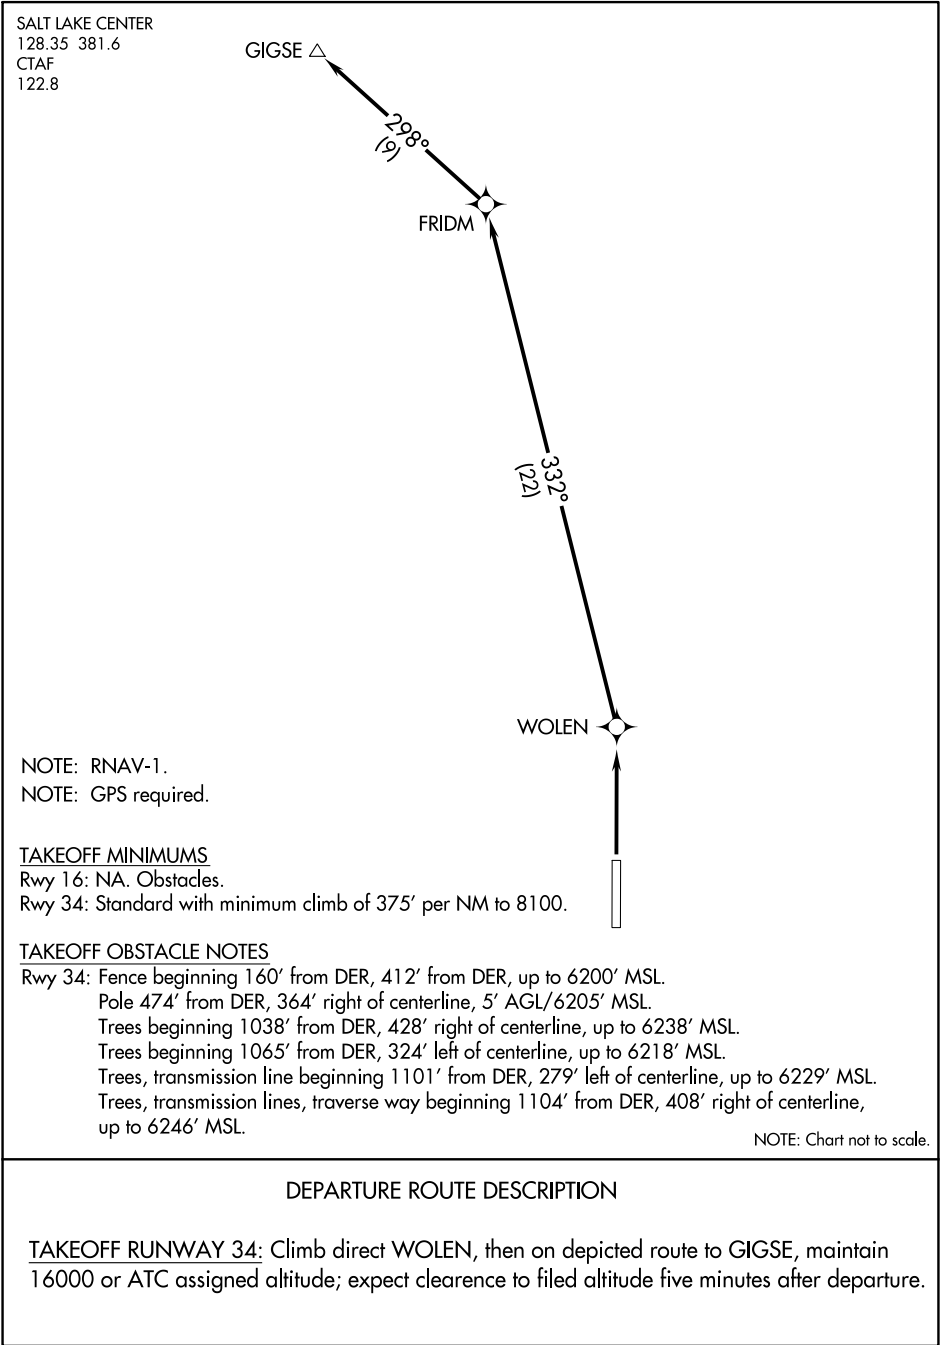 SALT LAKE CENTER
128.35 381.6
CTAF
122.8
GIGSE
298°
(9)
FRIDM
332°
(22)
WOLEN
NOTE: RNAV-1.
NOTE: GPS required.
TAKEOFF MINIMUMS
Rwy 16: NA. Obstacles.
Rwy 34: Standard with minimum climb of 375' per NM to 8100.
TAKEOFF OBSTACLE NOTES
Rwy 34: Fence beginning 160' from DER, 412' from DER, up to 6200' MSL.
Pole 474' from DER, 364' right of centerline, 5' AGL/6205' MSL.
Trees beginning 1038' from DER, 428' right of centerline, up to 6238' MSL.
Trees beginning 1065' from DER, 324' left of centerline, up to 6218' MSL.
Trees, transmission line beginning 1101' from DER, 279' left of centerline, up to 6229' MSL.
Trees, transmission lines, traverse way beginning 1104' from DER, 408' right of centerline,
up to 6246' MSL.
NOTE: Chart not to scale.
DEPARTURE ROUTE DESCRIPTION
TAKEOFF RUNWAY 34: Climb direct WOLEN, then on depicted route to GIGSE, maintain
16000 or ATC assigned altitude; expect clearence to filed altitude five minutes after departure.